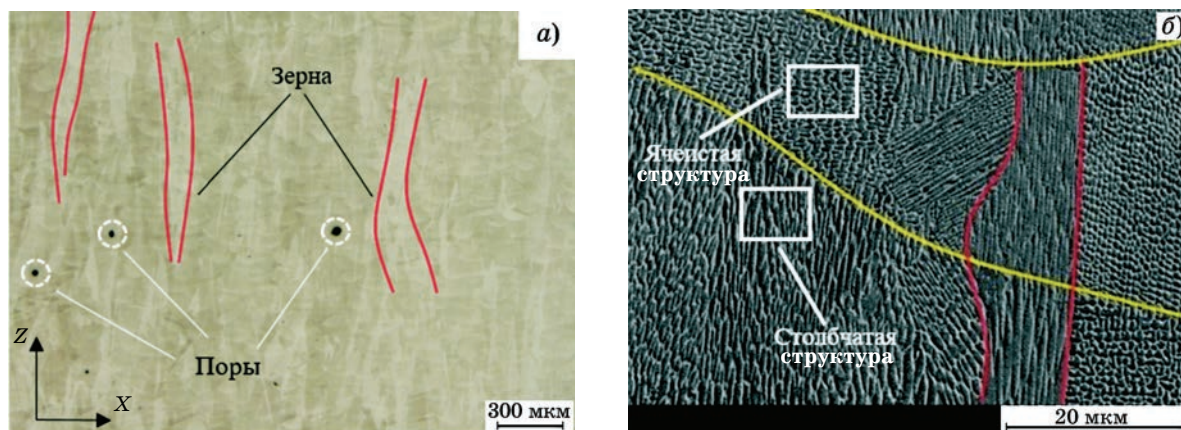 а)
Зерна
Поры
Z
X
300 мкм
б)
Ячеистая
структура
Столбчатая
структура
20 мкм